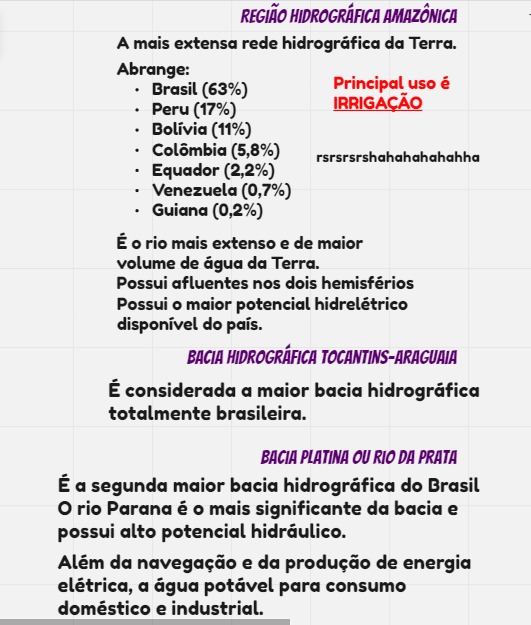 REGIÃO HIDROGRÁFICA AMAZÔNICA
A mais extensa rede hidrográfica da Terra.
Abrange:
· Brasil (63%)
· Peru (17%)
· Bolívia (11%)
· Colômbia (5,8%)
· Equador (2,2%)
· Venezuela (0,7%)
· Guiana (0,2%)
Principal uso é
IRRIGAÇÃO
rsrsrsrshahahahahahha
É o rio mais extenso e de maior
volume de água da Terra.
Possui afluentes nos dois hemisférios
Possui o maior potencial hidrelétrico
disponível do país.
BACIA HIDROGRÁFICA TOCANTINS-ARAGUAIA
É considerada a maior bacia hidrográfica
totalmente brasileira.
BACIA PLATINA OU RIO DA PRATA
É a segunda maior bacia hidrográfica do Brasil
O rio Parana é o mais significante da bacia e
possui alto potencial hidráulico.
Além da navegação e da produção de energia
elétrica, a água potável para consumo
doméstico e industrial.